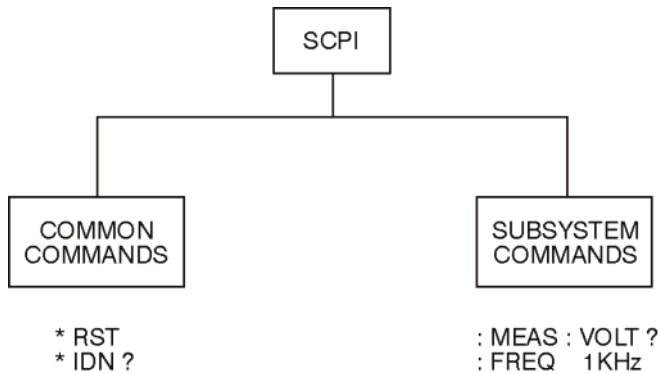 SCPI
COMMON
COMMANDS
SUBSYSTEM
COMMANDS
* RST
* IDN ?
: MEAS : VOLT ?
: FREQ 1KHz